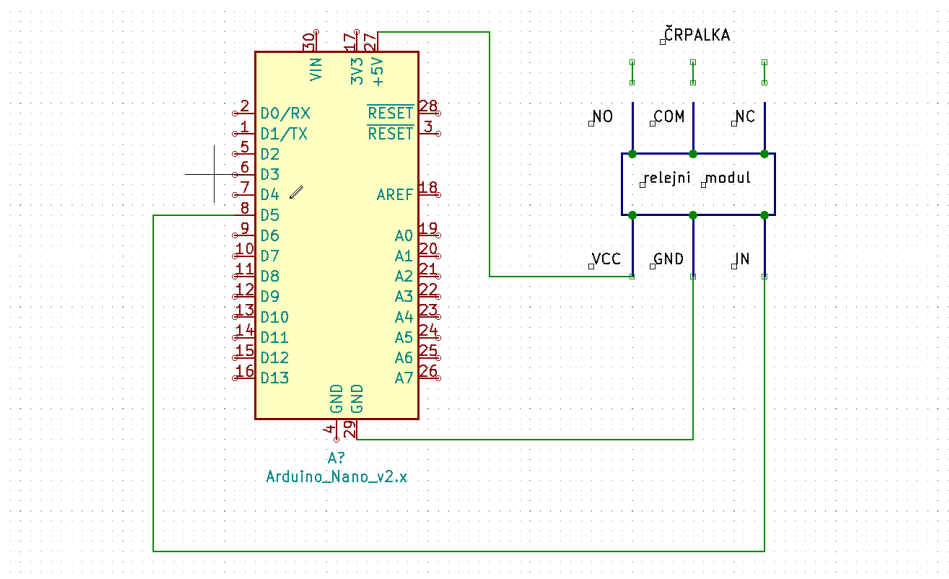 ČRPALKA
30 17 27
VIN 3V3 +5V
2 D0/RX RESET 28
1 D1/TX RESET 3
5 D2
6 D3
7 D4 AREF 18
8 D5
9 D6 A0 19
10 D7 A1 20
11 D8 A2 21
12 D9 A3 22
13 D10 A4 23
14 D11 A5 24
15 D12 A6 25
16 D13 A7 26
GND GND
4 29
A?
Arduino_Nano_v2.x
NO COM NC
relejni modul
VCC GND IN